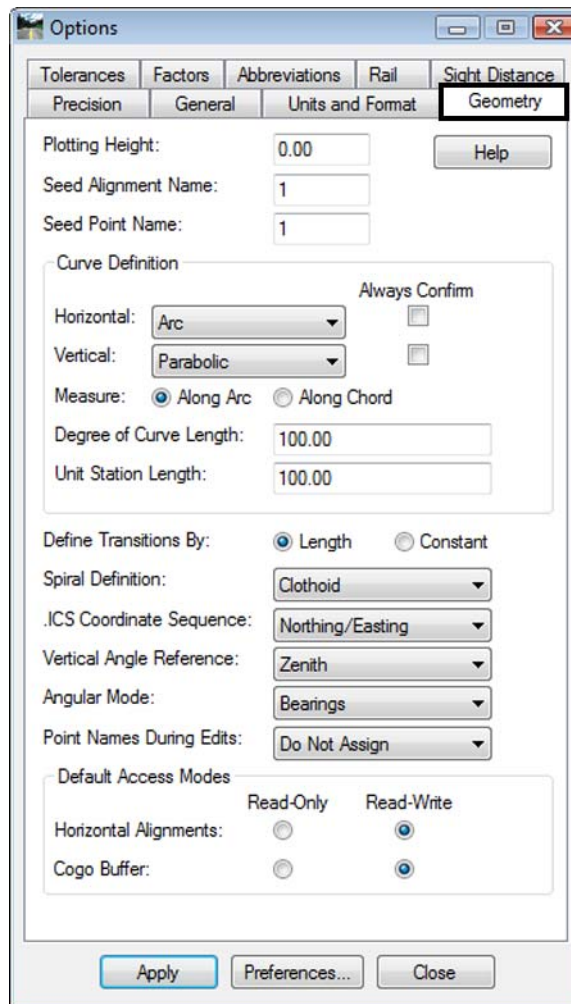 Options
Tolerances Factors Abbreviations Rail Sight Distance
Precision General Units and Format Geometry
Plotting Height: 0.00 Help
Seed Alignment Name: 1
Seed Point Name: 1
Curve Definition
Always Confirm
Horizontal: Arc
Vertical: Parabolic
Measure: Along Arc Along Chord
Degree of Curve Length: 100.00
Unit Station Length: 100.00
Define Transitions By: Length Constant
Spiral Definition: Clothoid
.ICS Coordinate Sequence: Northing/Easting
Vertical Angle Reference: Zenith
Angular Mode: Bearings
Point Names During Edits: Do Not Assign
Default Access Modes
Read-Only Read-Write
Horizontal Alignments:
Cogo Buffer:
Apply Preferences... Close